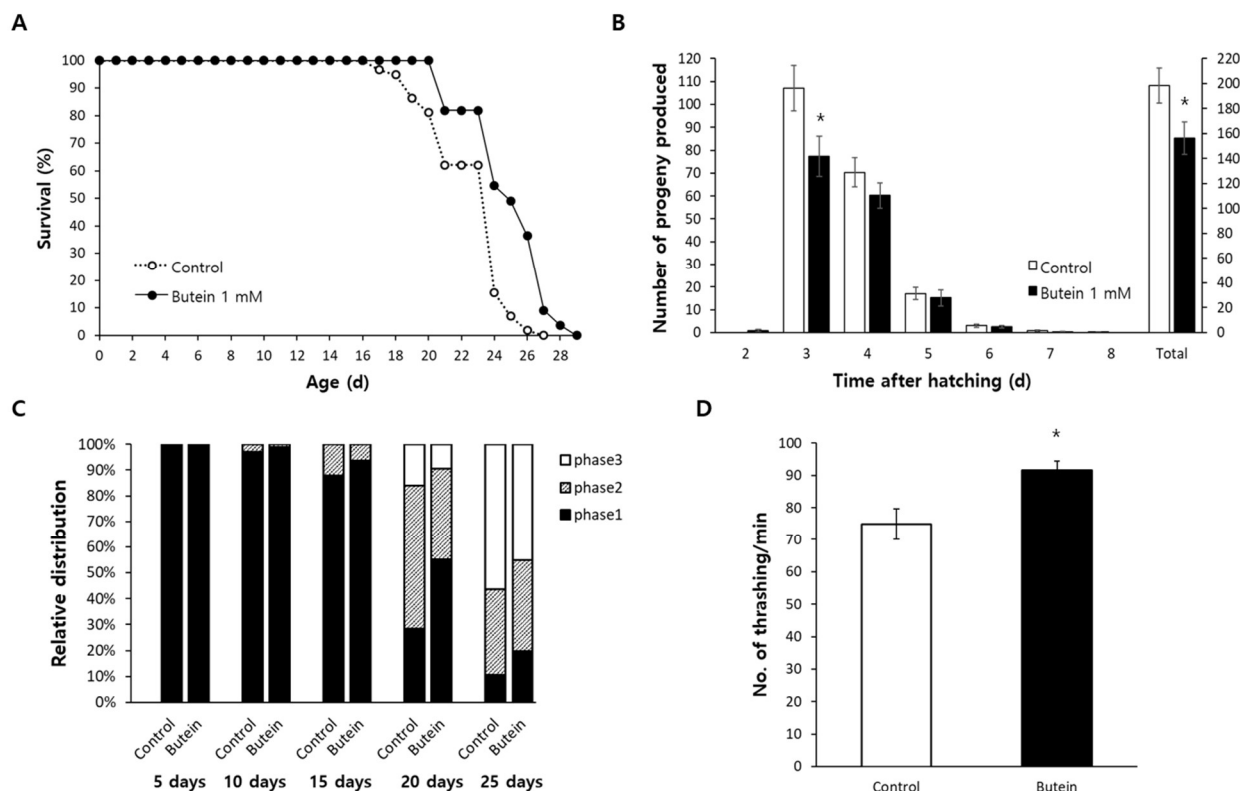 A
Survival (%)
100
90
80
70
60
50
40
30
20
10
0
Control
Butein 1 mM
0 2 4 6 8 10 12 14 16 18 20 22 24 26 28
Age (d)
B
Number of progeny produced
120
110
100
90
80
70
60
50
40
30
20
10
0
*
*
220
200
180
160
140
120
100
80
60
40
20
0
Control
Butein 1 mM
2 3 4 5 6 7 8 Total
Time after hatching (d)
C
Relative distribution
100%
90%
80%
70%
60%
50%
40%
30%
20%
10%
0%
phase3
phase2
phase1
Control Butein Control Butein Control Butein Control Butein Control Butein
5 days 10 days 15 days 20 days 25 days
D
No. of thrashing/min
100
90
80
70
60
50
40
30
20
10
0
*
Control Butein